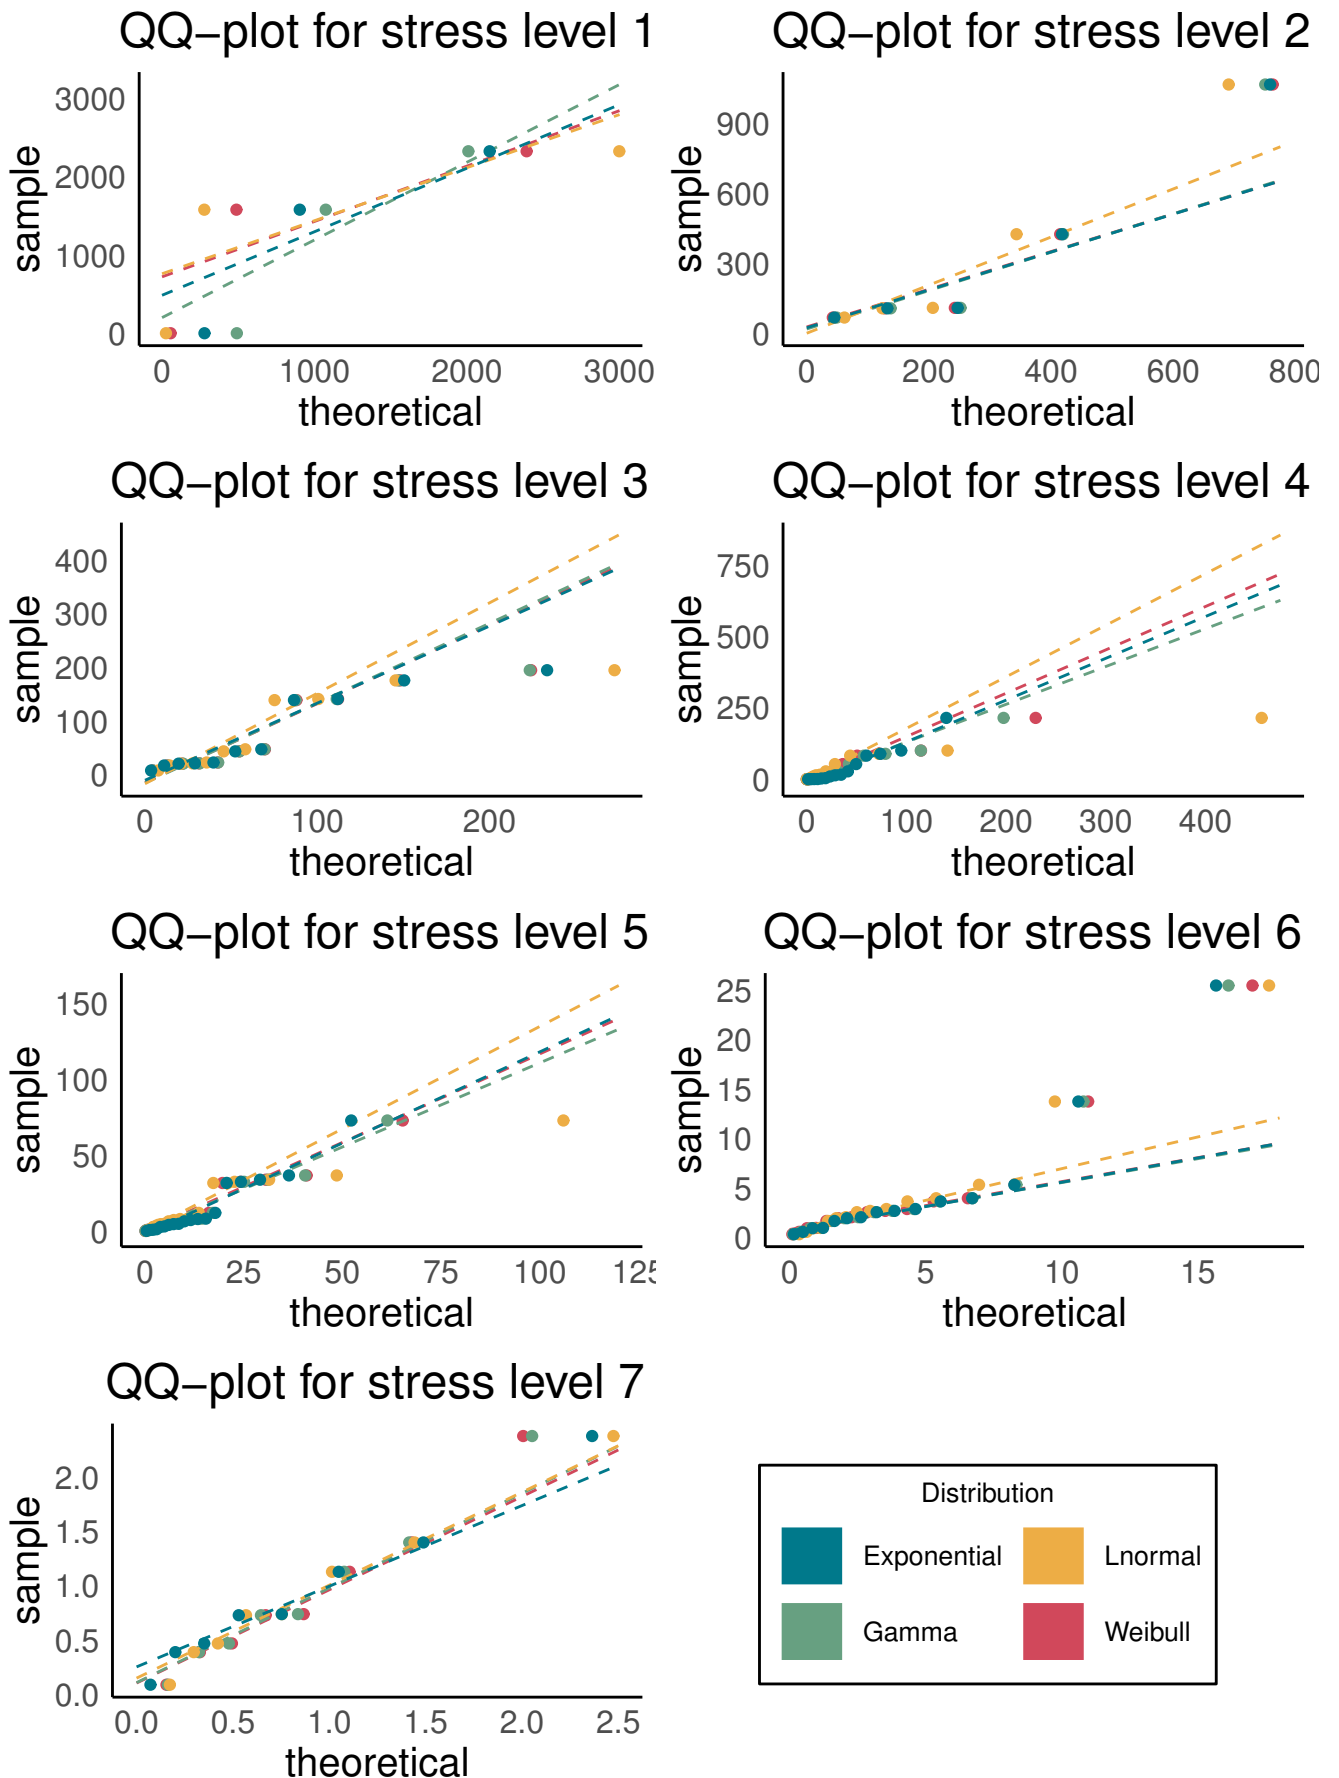 QQ−plot for stress level 1
3000
2000
1000
0
sample
0 1000 2000 3000
theoretical
QQ−plot for stress level 2
900
600
300
0
sample
0 200 400 600 800
theoretical
QQ−plot for stress level 3
400
300
200
100
0
sample
0 100 200
theoretical
QQ−plot for stress level 4
750
500
250
0
sample
0 100 200 300 400
theoretical
QQ−plot for stress level 5
150
100
50
0
sample
0 25 50 75 100 125
theoretical
QQ−plot for stress level 6
25
20
15
10
5
0
sample
0 5 10 15
theoretical
QQ−plot for stress level 7
2.0
1.5
1.0
0.5
0.0
sample
0.0 0.5 1.0 1.5 2.0 2.5
theoretical
Distribution
Exponential Lnormal
Gamma Weibull